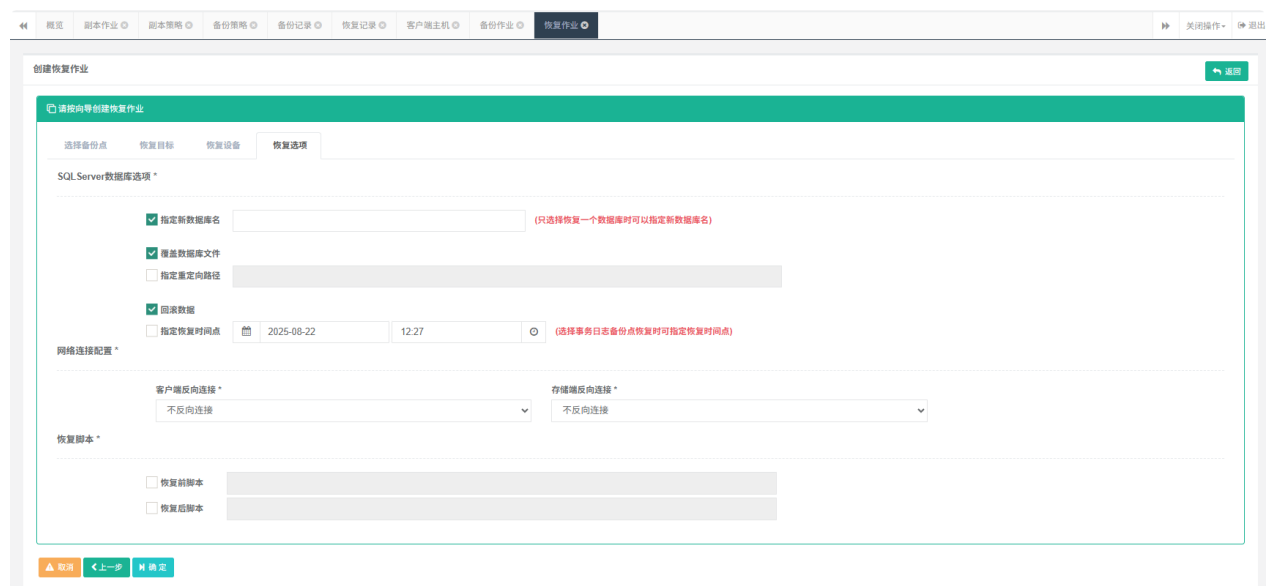 概览 副本作业 副本策略 备份策略 备份记录 恢复记录 客户端主机 备份作业 恢复作业 关闭操作 退出
创建恢复作业 返回
请按向导创建恢复作业
选择备份点 恢复目标 恢复设备 恢复选项
SQLServer数据库选项 *
指定新数据库名 (只选择恢复一个数据库时可以指定新数据库名)
覆盖数据库文件
指定重定向路径
回滚数据
指定恢复时间点 2025-08-22 12:27 (选择事务日志备份点恢复时可指定恢复时间点)
网络连接配置 *
客户端反向连接 * 存储端反向连接 *
不反向连接 不反向连接
恢复脚本 *
恢复前脚本
恢复后脚本
取消 上一步 确 定